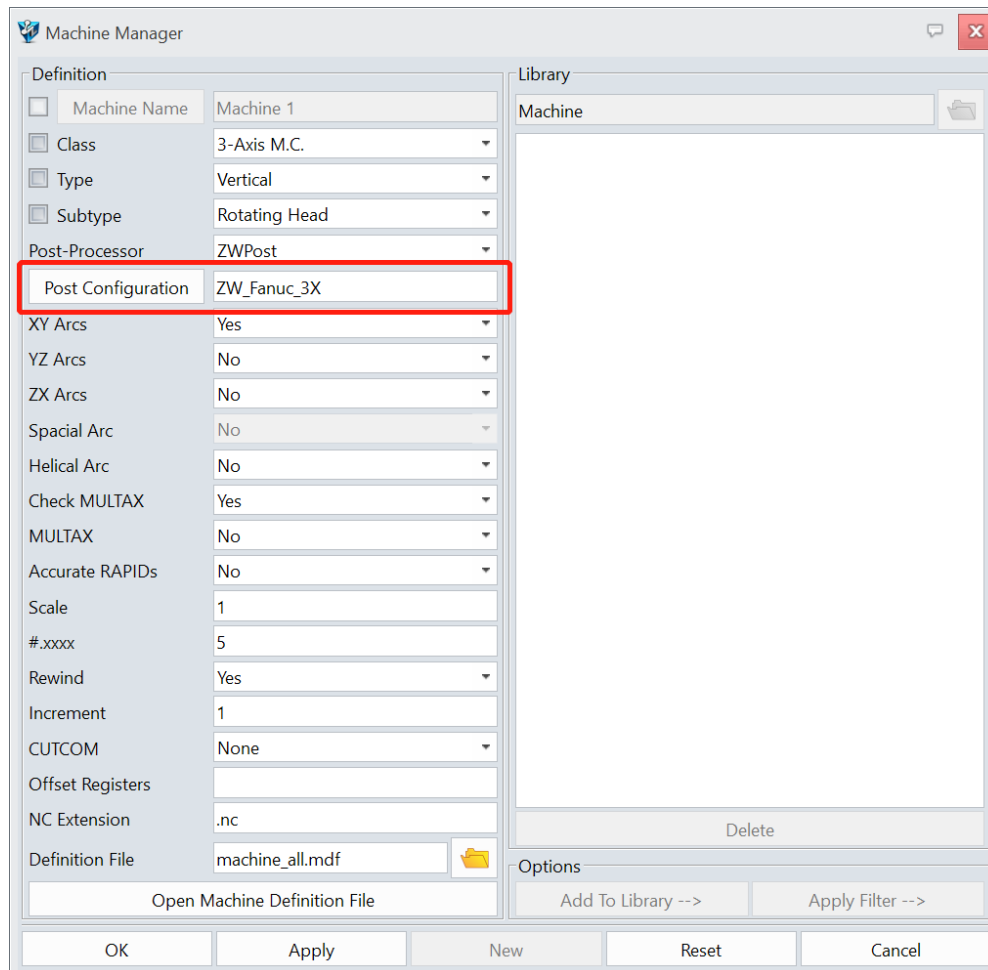 Machine Manager
Definition
Machine Name Machine 1
Class 3-Axis M.C.
Type Vertical
Subtype Rotating Head
Post-Processor ZWPost
Post Configuration ZW_Fanuc_3X
XY Arcs Yes
YZ Arcs No
ZX Arcs No
Spacial Arc No
Helical Arc No
Check MULTAX Yes
MULTAX No
Accurate RAPIDs No
Scale 1
#.xxxx 5
Rewind Yes
Increment 1
CUTCOM None
Offset Registers
NC Extension .nc
Definition File machine_all.mdf
Open Machine Definition File
Library
Machine
Delete
Options
Add To Library --> Apply Filter -->
OK Apply New Reset Cancel